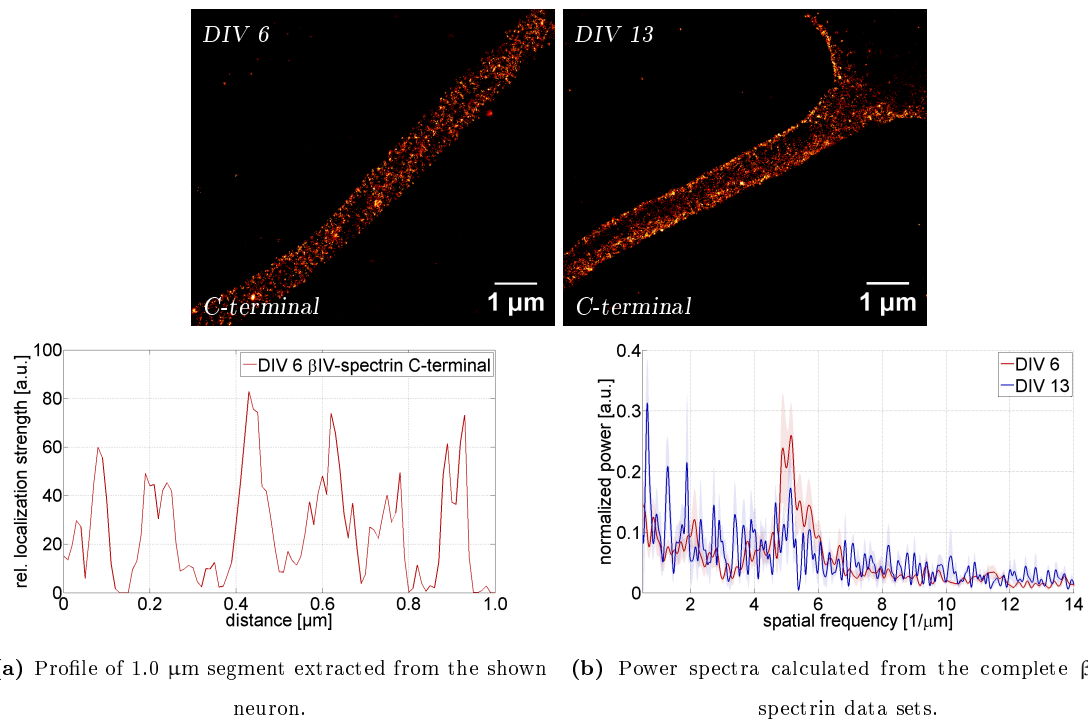 DIV 6
C-terminal
1 µm
DIV 13
C-terminal
1 µm
rel. localization strength [a.u.]
100
80
60
40
20
0
DIV 6 βIV-spectrin C-terminal
0 0.2 0.4 0.6 0.8 1.0
distance [µm]
normalized power [a.u.]
0.4
0.3
0.2
0.1
0
DIV 6
DIV 13
2 4 6 8 10 12 14
spatial frequency [1/µm]
a) Profile of 1.0 µm segment extracted from the shown
neuron.
(b) Power spectra calculated from the complete β
spectrin data sets.